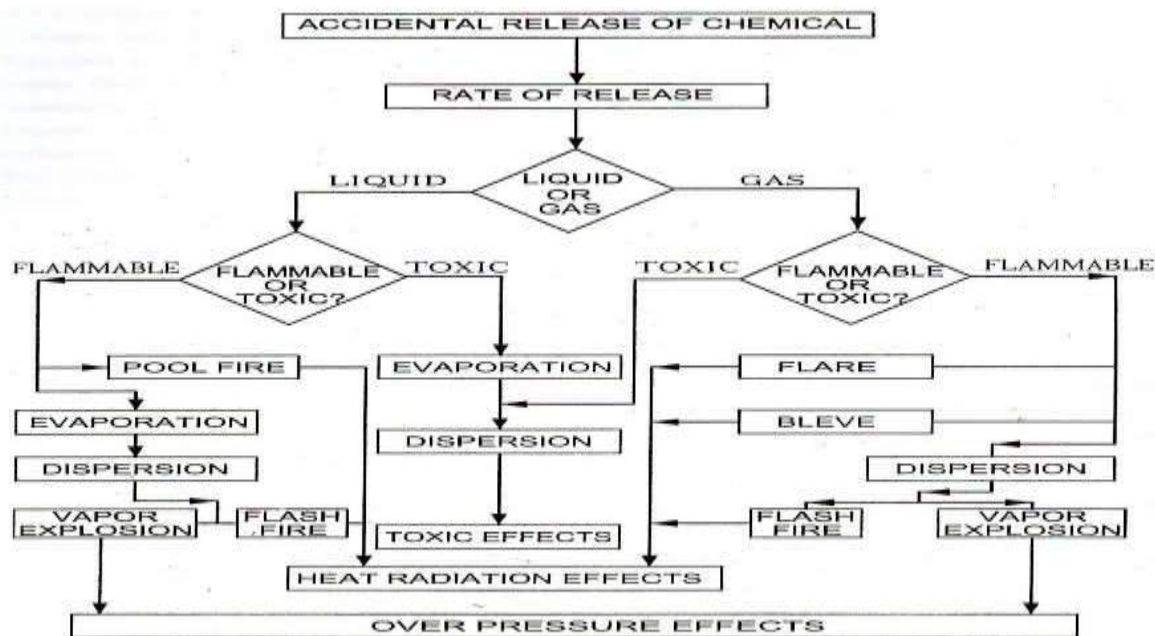 ACCIDENTAL RELEASE OF CHEMICAL
RATE OF RELEASE
LIQUID
LIQUID
OR
GAS
GAS
FLAMMABLE
FLAMMABLE
OR
TOXIC?
TOXIC
TOXIC
FLAMMABLE
OR
TOXIC?
FLAMMABLE
POOL FIRE
EVAPORATION
FLARE
EVAPORATION
BLEVE
DISPERSION
DISPERSION
DISPERSION
VAPOR
EXPLOSION
FLASH
FIRE
TOXIC EFFECTS
FLASH
FIRE
VAPOR
EXPLOSION
HEAT RADIATION EFFECTS
OVER PRESSURE EFFECTS